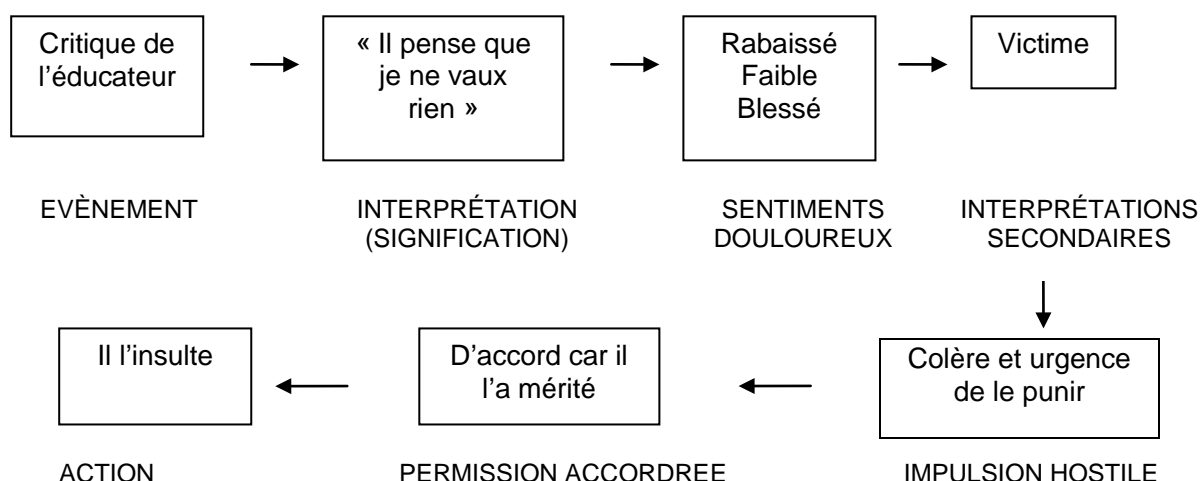 Critique de
l’éducateur
« Il pense que
je ne vaux
rien »
Rabaissé
Faible
Blessé
Victime
EVÈNEMENT
INTERPRÉTATION
(SIGNIFICATION)
SENTIMENTS
DOULOUREUX
INTERPRÉTATIONS
SECONDAIRES
Il l’insulte
D’accord car il
l’a mérité
Colère et urgence
de le punir
ACTION
PERMISSION ACCORDREE
IMPULSION HOSTILE